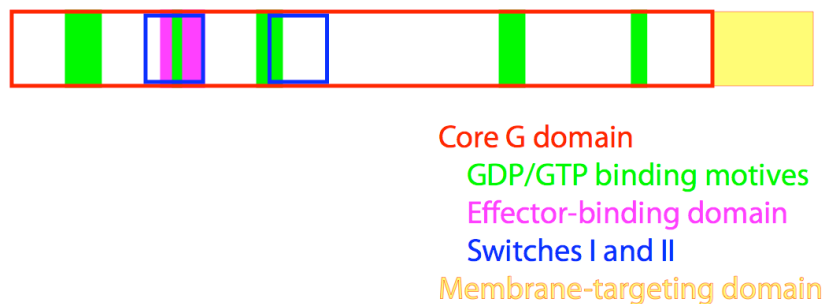 Core G domain
GDP/GTP binding motives
Effector-binding domain
Switches I and II
Membrane-targeting domain